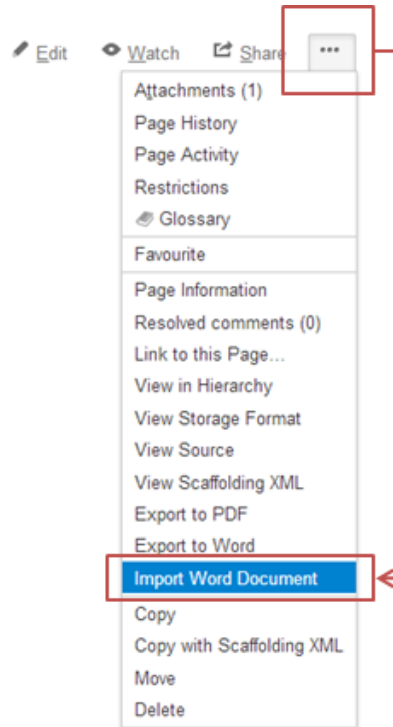 Edit Watch Share ...
Attachments (1)
Page History
Page Activity
Restrictions
Glossary
Favourite
Page Information
Resolved comments (0)
Link to this Page...
View in Hierarchy
View Storage Format
View Source
View Scaffolding XML
Export to PDF
Export to Word
Import Word Document
Copy
Copy with Scaffolding XML
Move
Delete